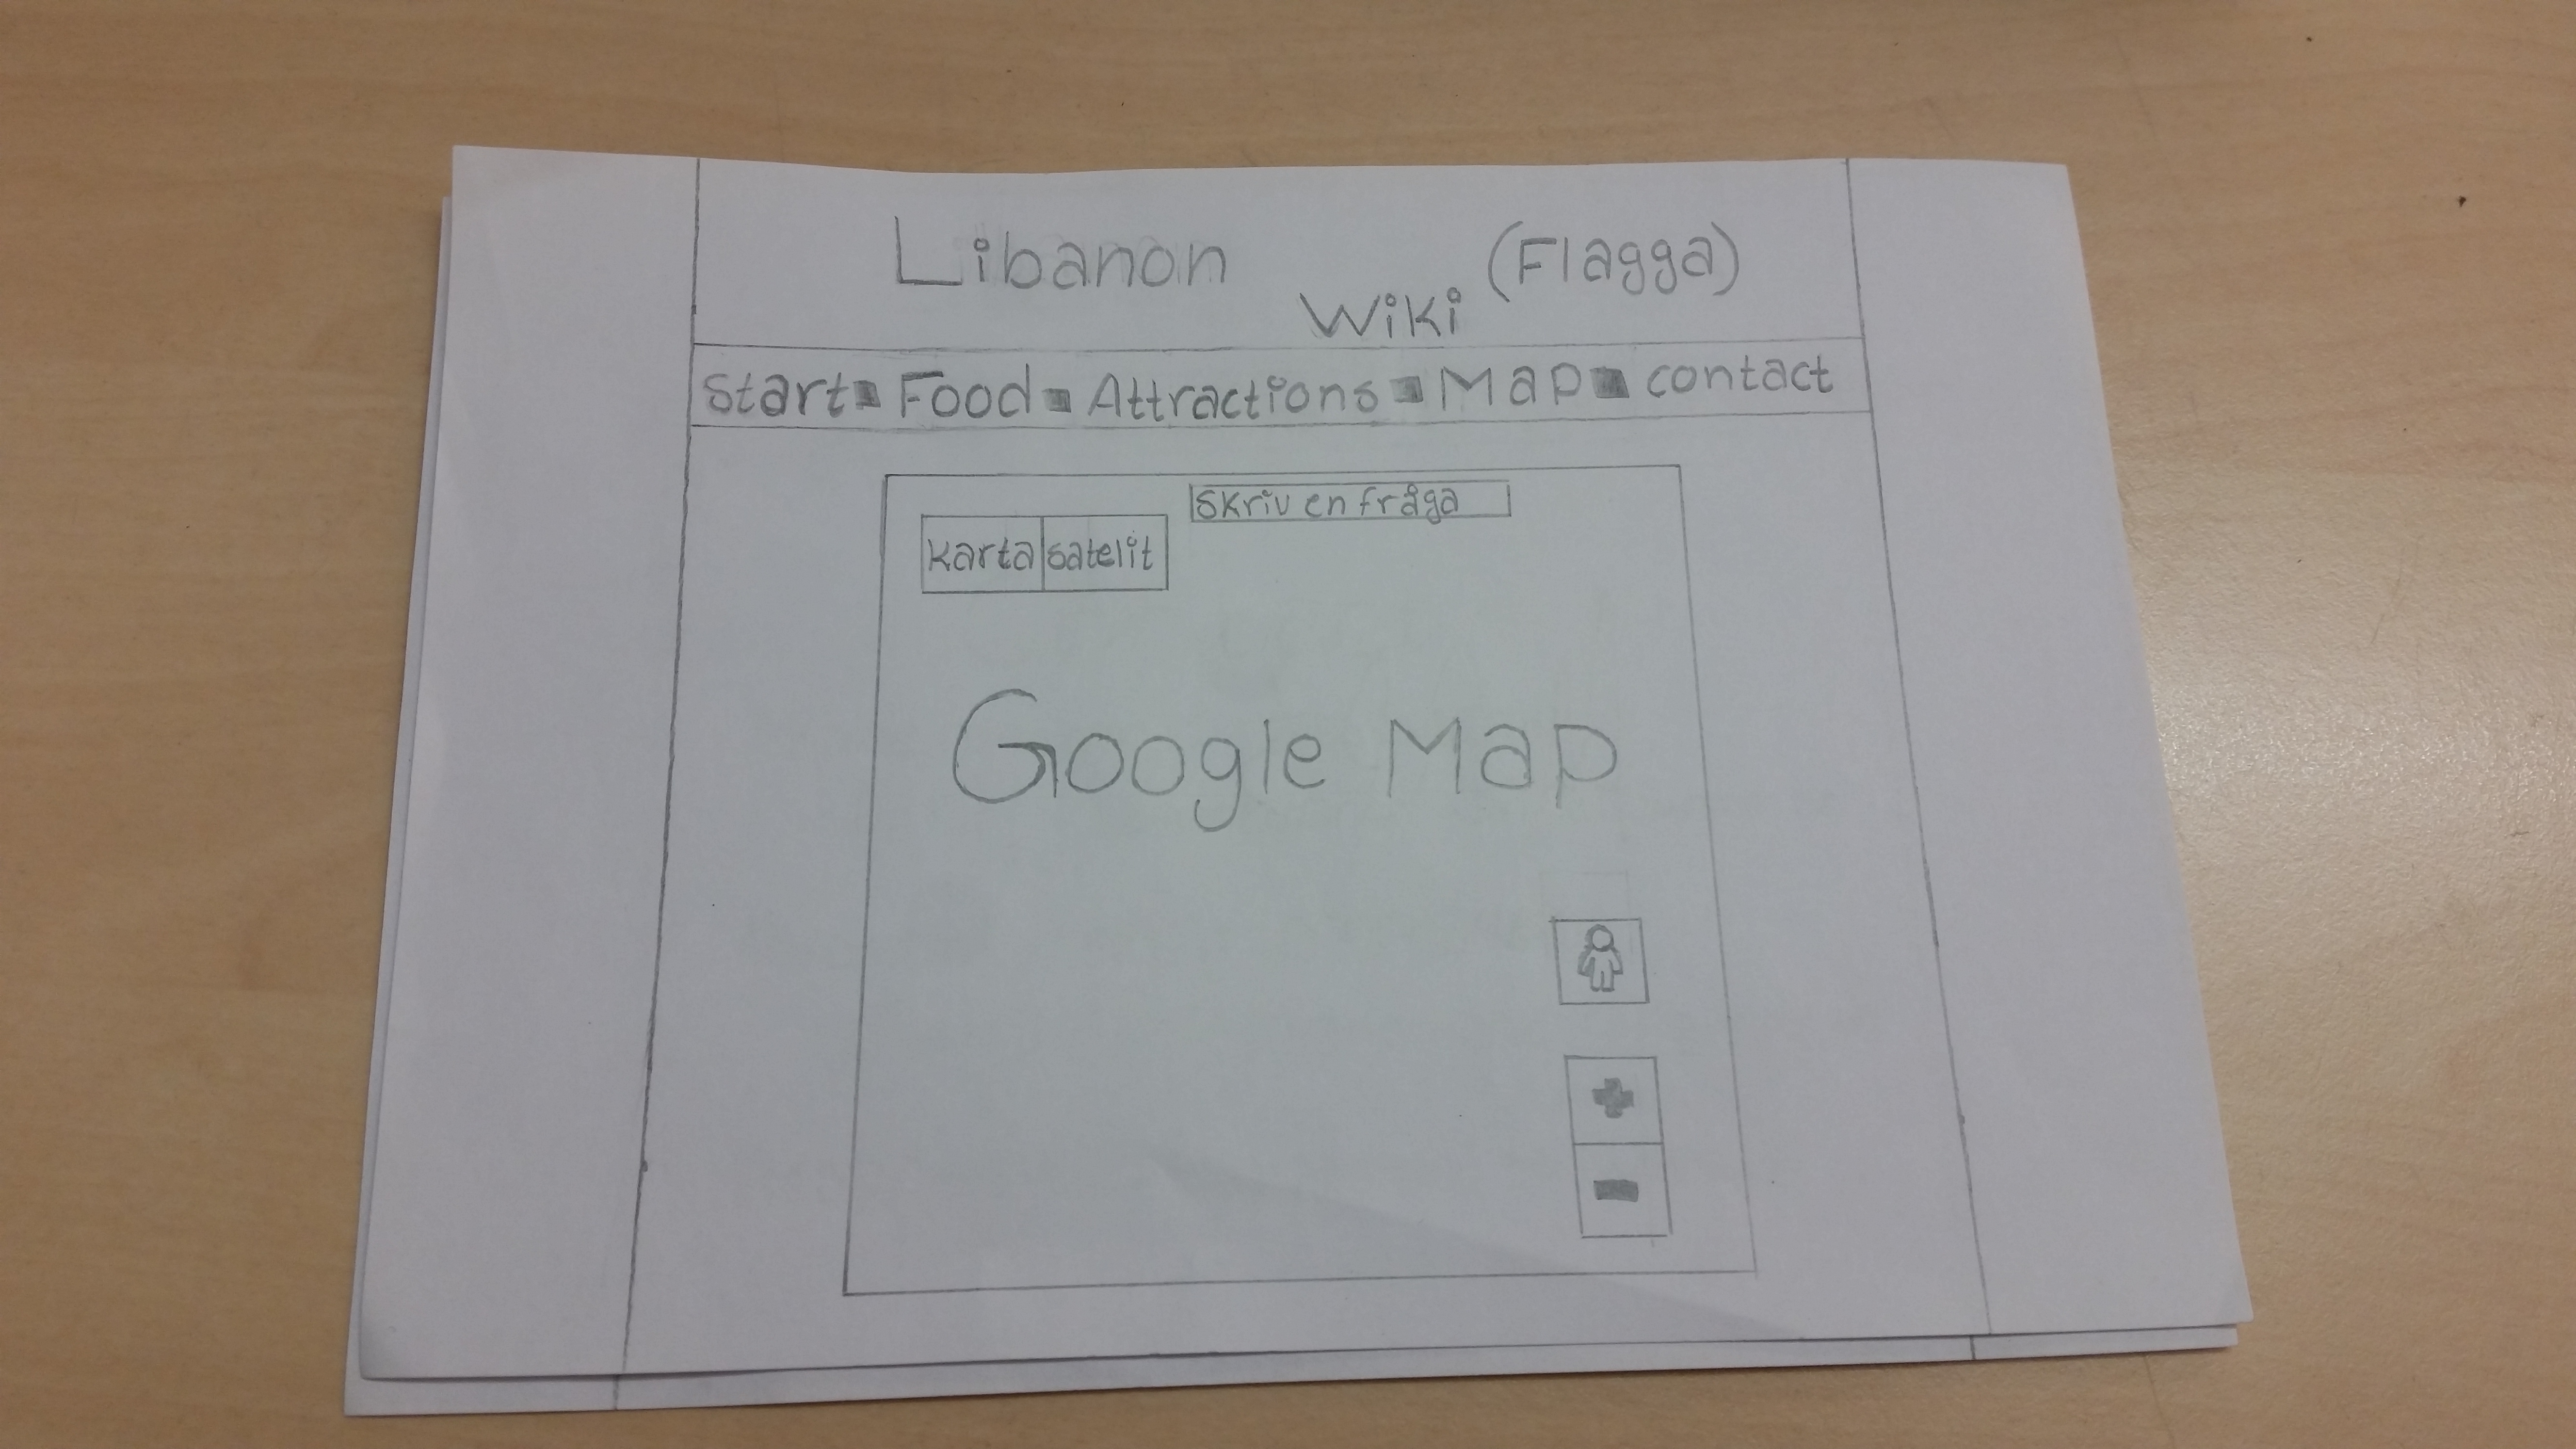 Libanon (Flagga)
Wiki
start - Food - Attractions - Map - contact
Skriv en fråga
Karta satelit
Google Map
+
-